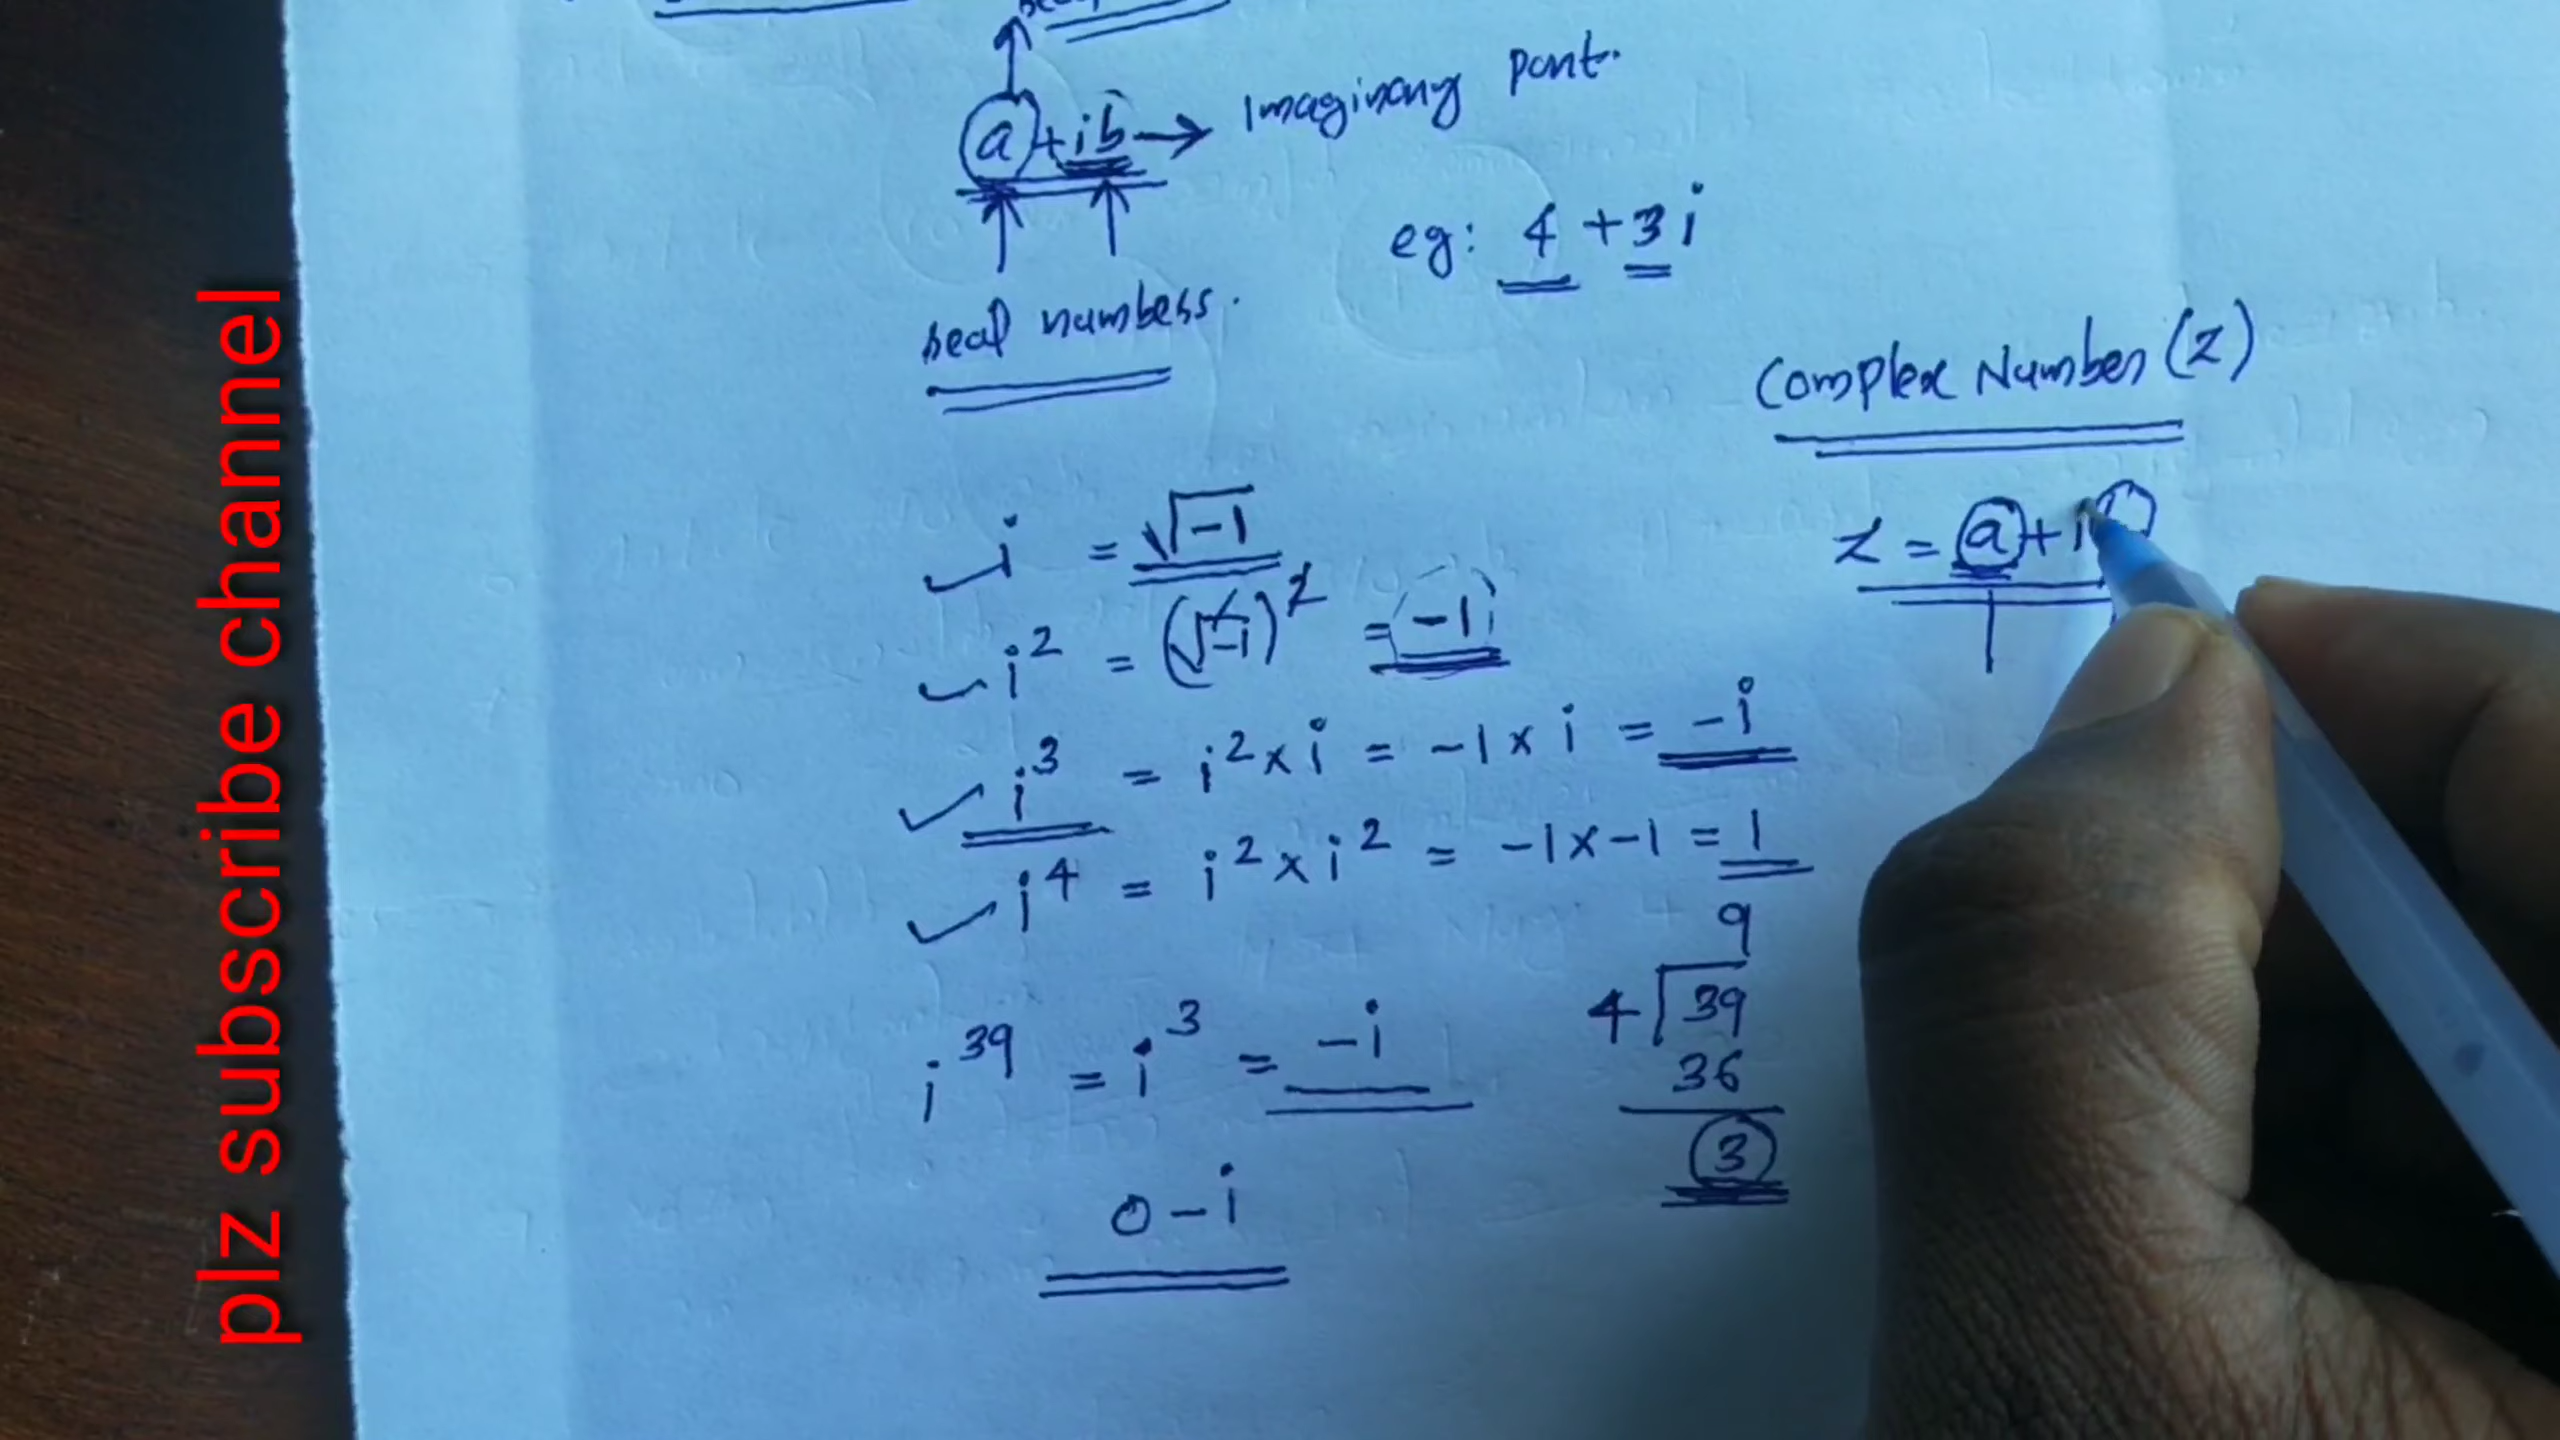 a + ib → Imaginary part.
eg: 4 + 3i
real numbers.
Complex Number (z)
z = a + i
i = √-1
i² = (√-1)² = -1
i³ = i² × i = -1 × i = -i
i⁴ = i² × i² = -1 × -1 = 1
9
4 39
36
3
i³⁹ = i³ = -i
0 - i
plz subscribe channel